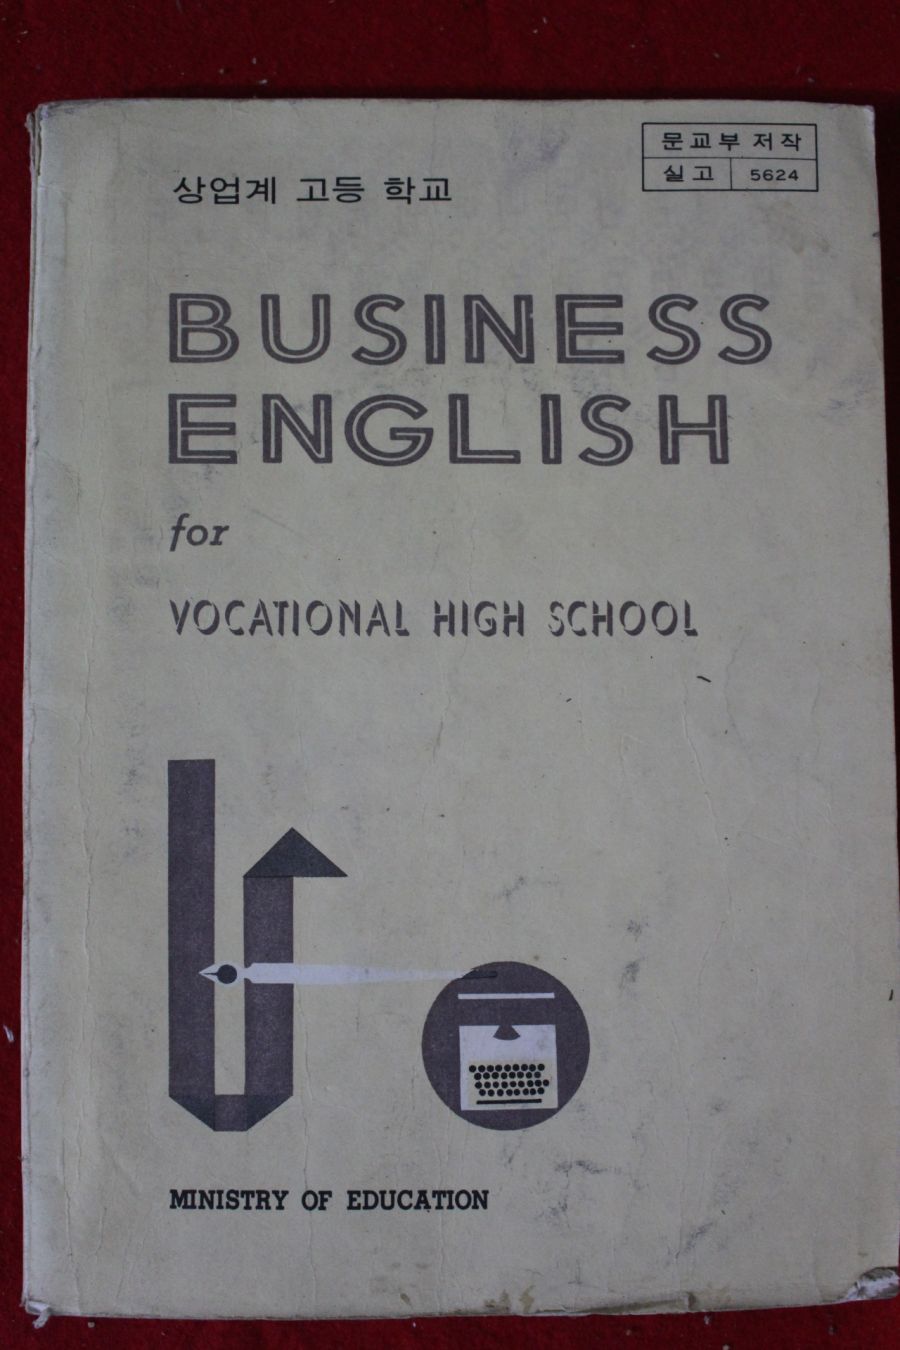 문교부 저작
실고 5624
상업계 고등 학교
BUSINESS
ENGLISH
for
VOCATIONAL HIGH SCHOOL
MINISTRY OF EDUCATION